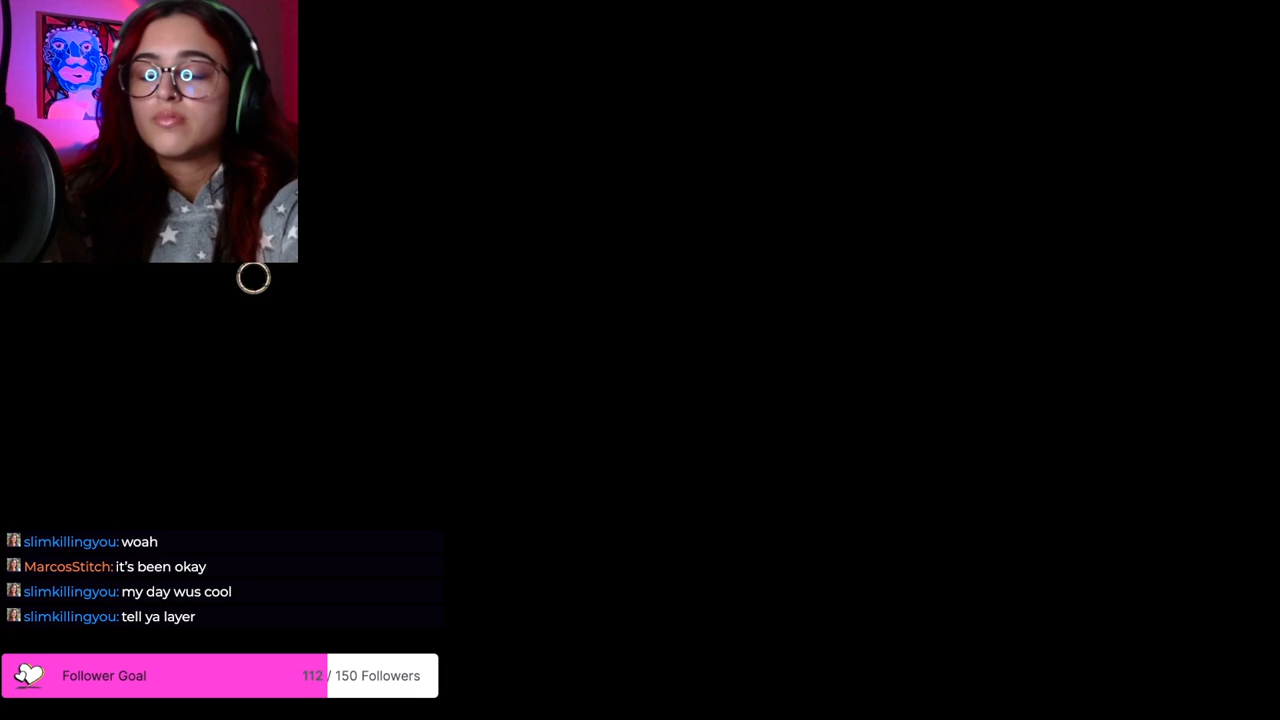 slimkillingyou: woah
MarcosStitch: it's been okay
slimkillingyou: my day wus cool
slimkillingyou: tell ya layer
Follower Goal 112 / 150 Followers